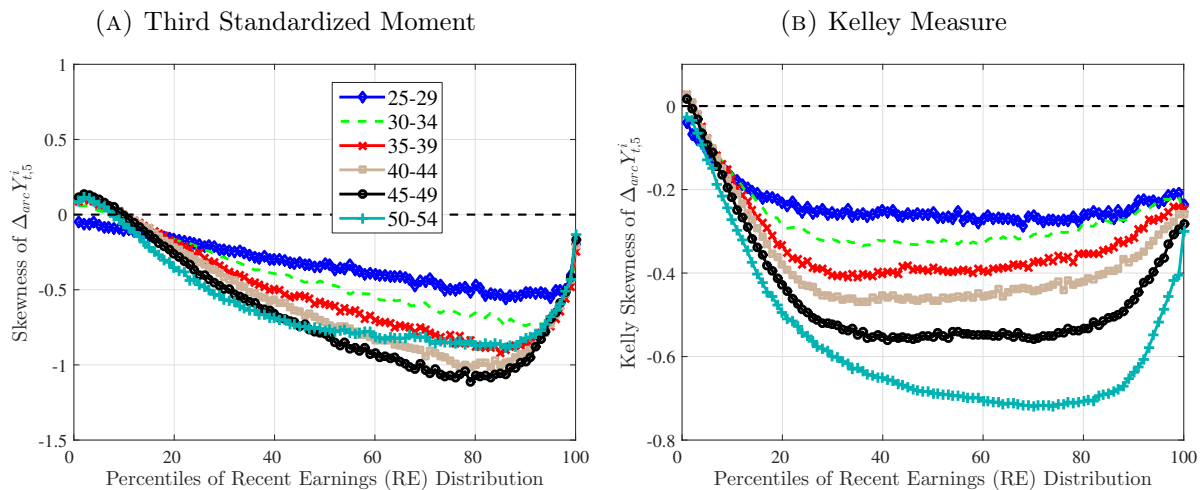 (A) Third Standardized Moment
1
0.5
0
-0.5
-1
-1.5
Skewness of Δ_arc Y^i_t,5
25-29
30-34
35-39
40-44
45-49
50-54
0 20 40 60 80 100
Percentiles of Recent Earnings (RE) Distribution
(B) Kelley Measure
0
-0.2
-0.4
-0.6
-0.8
Kelly Skewness of Δ_arc Y^i_t,5
0 20 40 60 80 100
Percentiles of Recent Earnings (RE) Distribution